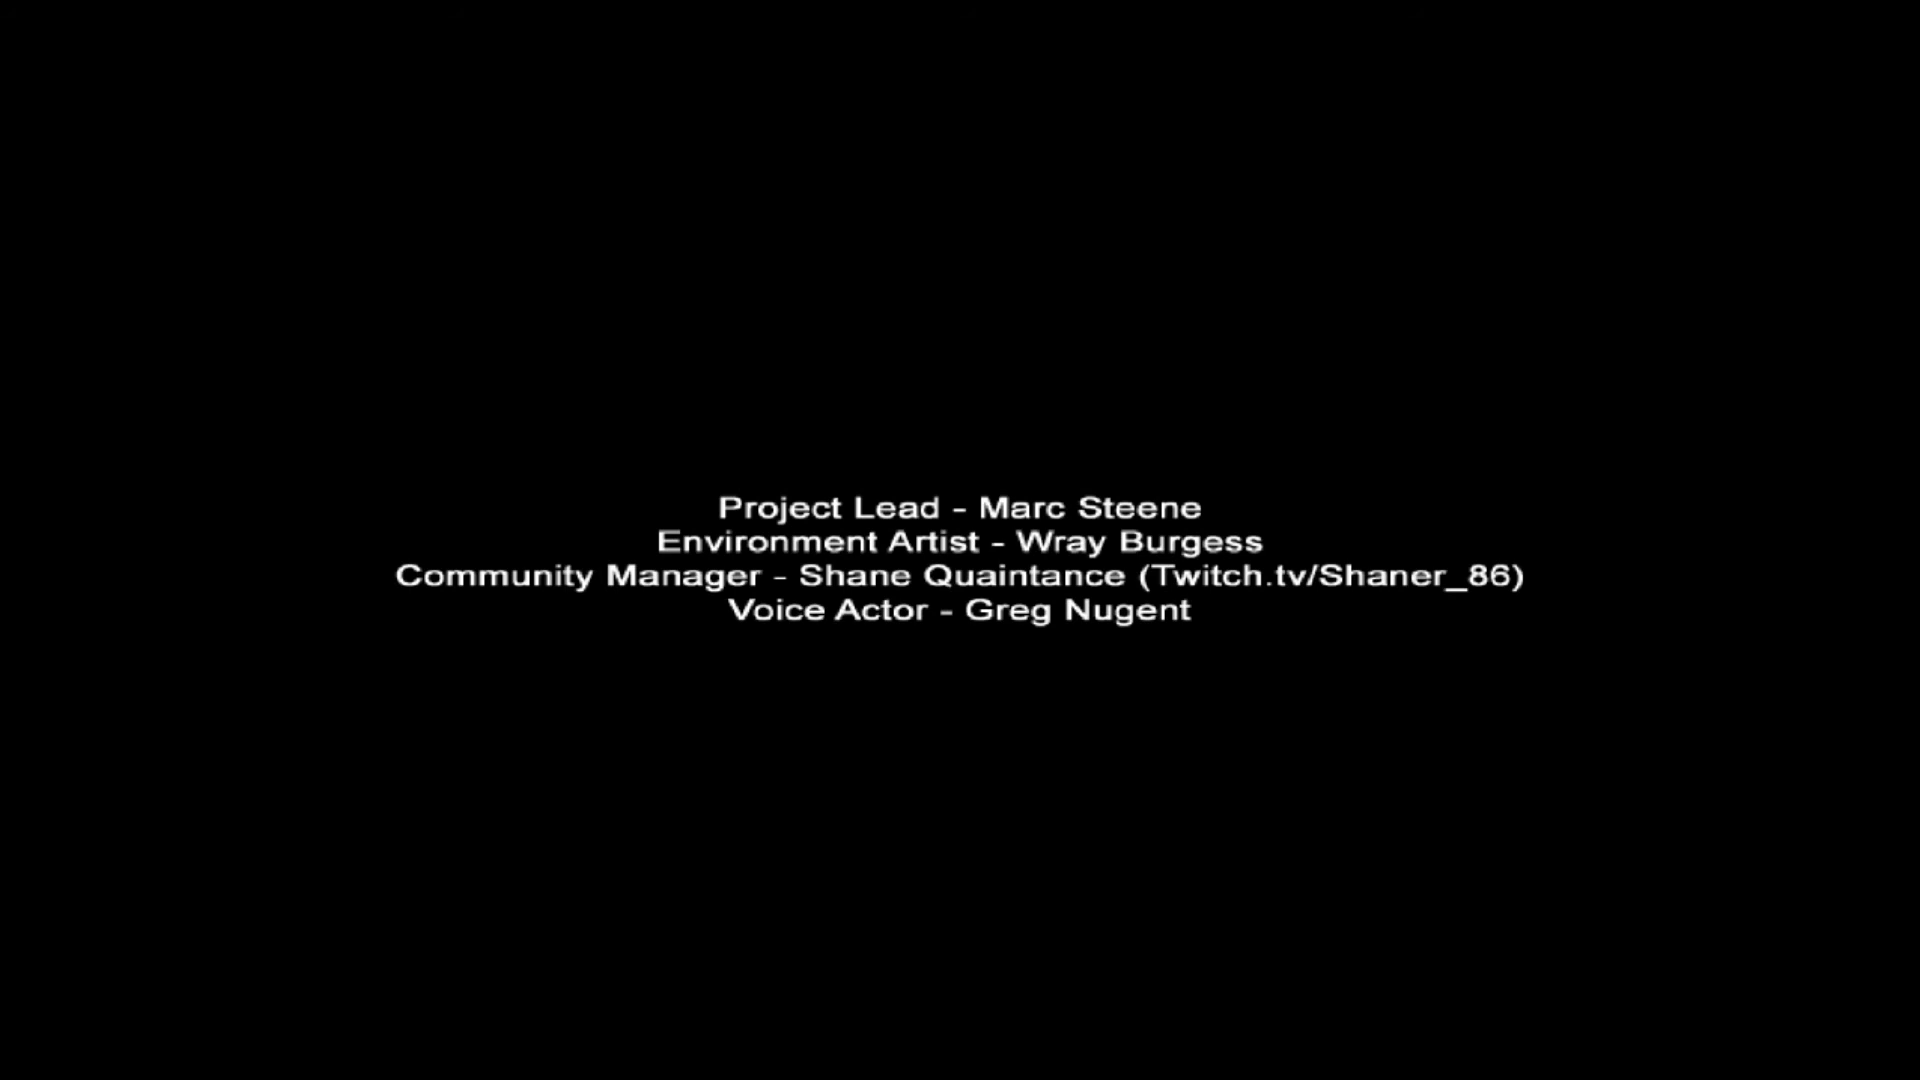 Project Lead - Marc Steene
Environment Artist - Wray Burgess
Community Manager - Shane Quaintance (Twitch.tv/Shaner_86)
Voice Actor - Greg Nugent